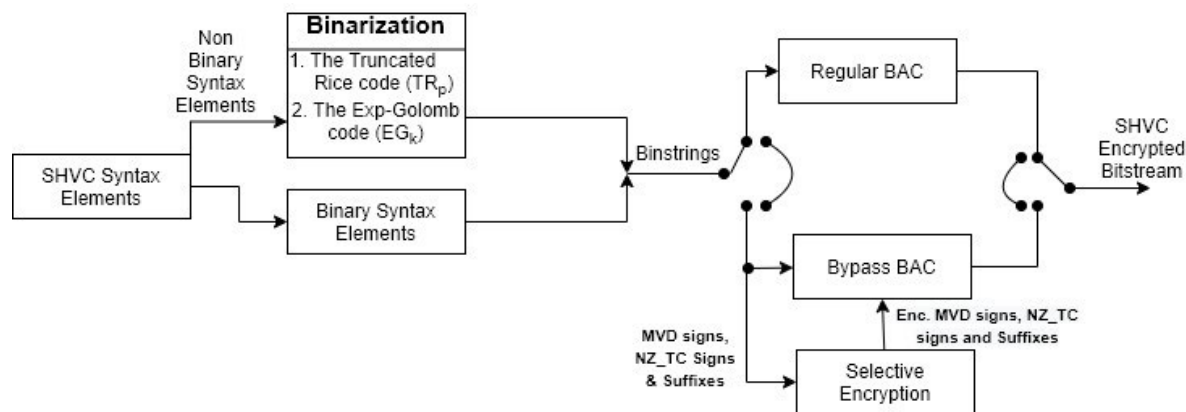 Non
Binary
Syntax
Elements
Binarization
1. The Truncated
Rice code (TRp)
2. The Exp-Golomb
code (EGk)
SHVC Syntax
Elements
Binary Syntax
Elements
Binstrings
Regular BAC
SHVC
Encrypted
Bitstream
Bypass BAC
MVD signs,
NZ_TC Signs
& Suffixes
Enc. MVD signs, NZ_TC
signs and Suffixes
Selective
Encryption